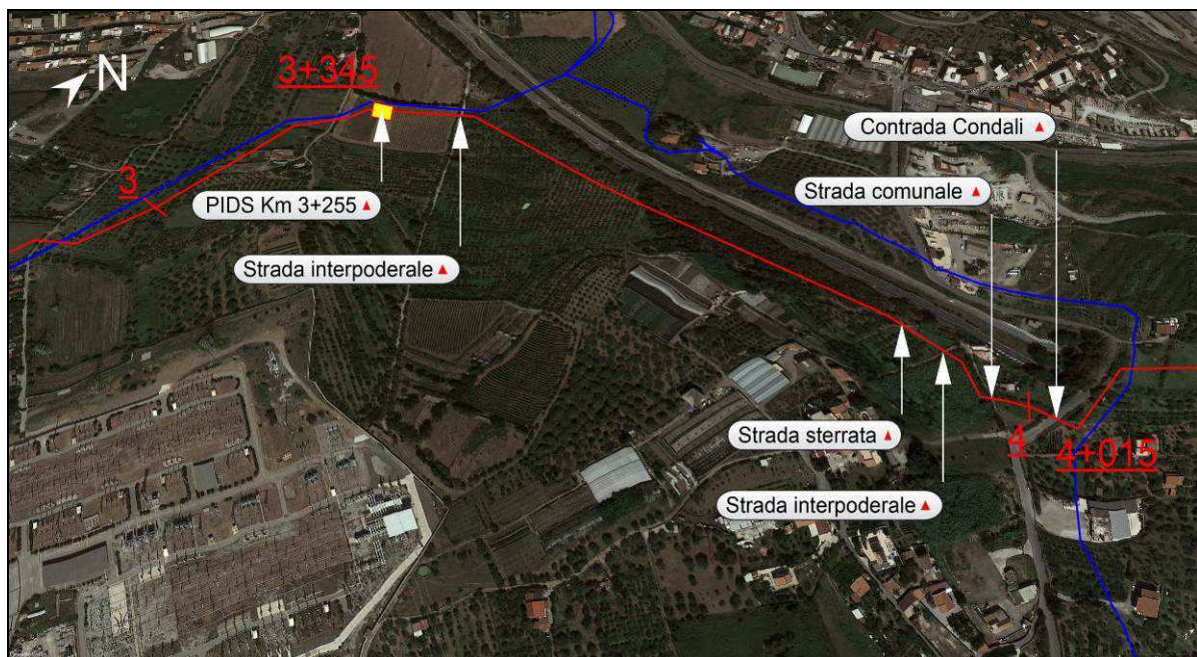 N
3+345
Contrada Condali
3
Strada comunale
PIDS Km 3+255
Strada interpoderale
Strada sterrata
4
4+015
Strada interpoderale